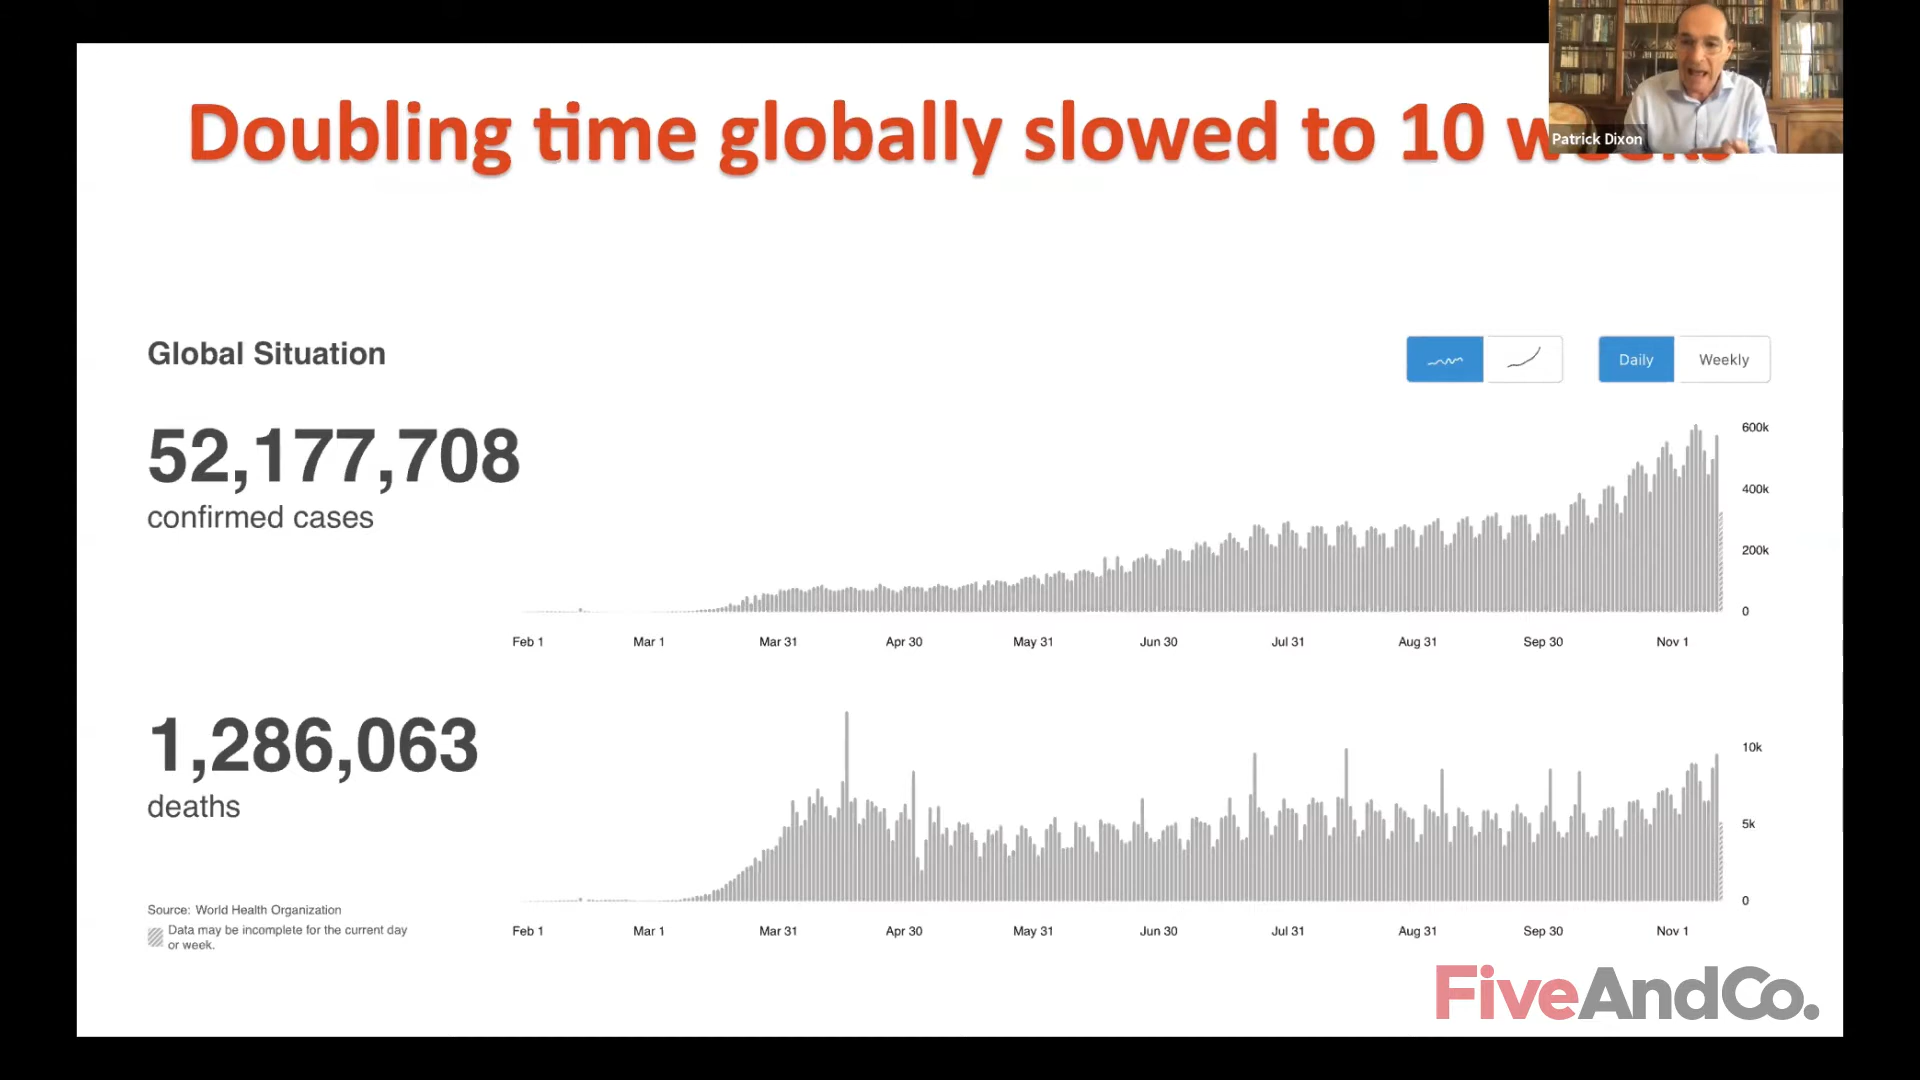 Doubling time globally slowed to 10
Patrick Dixon
Global Situation
Daily
Weekly
52,177,708
confirmed cases
600k
400k
200k
0
Feb 1
Mar 1
Mar 31
Apr 30
May 31
Jun 30
Jul 31
Aug 31
Sep 30
Nov 1
1,286,063
deaths
10k
5k
0
Source: World Health Organization
Data may be incomplete for the current day
or week.
Feb 1
Mar 1
Mar 31
Apr 30
May 31
Jun 30
Jul 31
Aug 31
Sep 30
Nov 1
FiveAndCo.